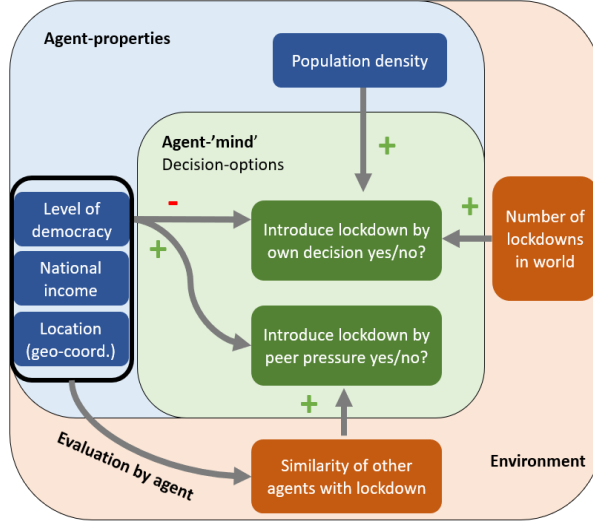 Agent-properties
Population density
Agent-'mind'
Decision-options
+
Level of
democracy
-
+
Introduce lockdown by
own decision yes/no?
+
Number of
lockdowns
in world
National
income
Location
(geo-coord.)
Introduce lockdown by
peer pressure yes/no?
+
Evaluation by agent
Similarity of other
agents with lockdown
Environment